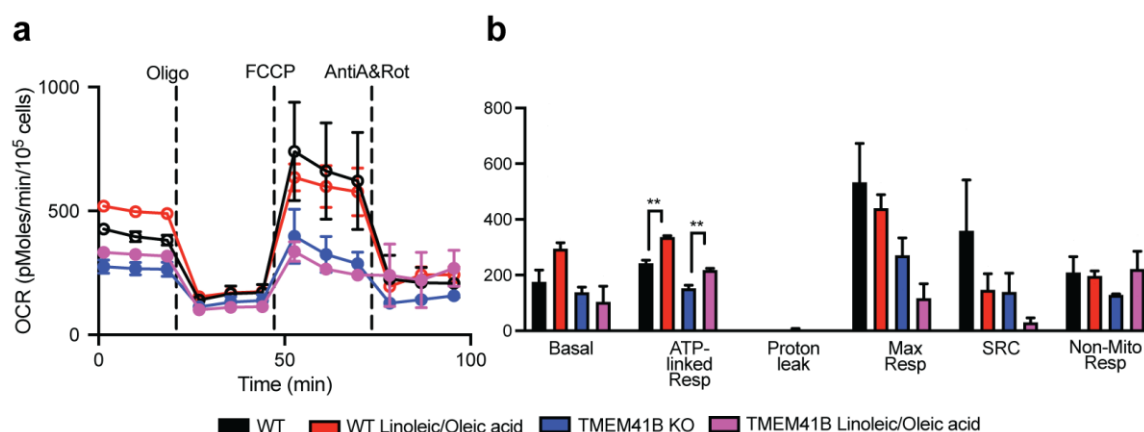 a
b
Oligo FCCP AntiA&Rot
1000
500
0
OCR (pMoles/min/10⁵ cells)
0 50 100
Time (min)
800
600
400
200
0
** **
Basal
ATP-
linked
Resp
Proton
leak
Max
Resp
SRC
Non-Mito
Resp
WT WT Linoleic/Oleic acid TMEM41B KO TMEM41B Linoleic/Oleic acid